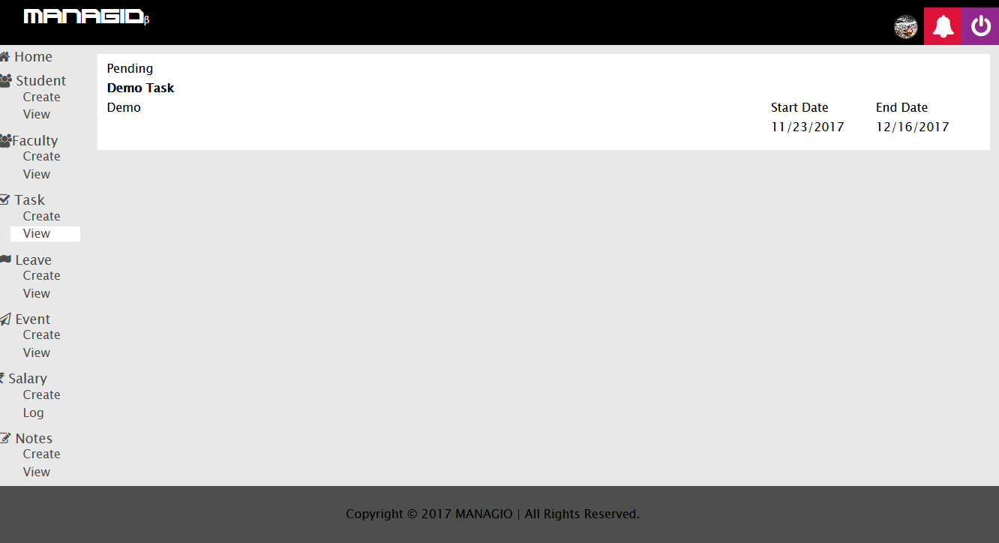 MANAGIOβ
Home
Student
Create
View
Faculty
Create
View
Task
Create
View
Leave
Create
View
Event
Create
View
₹ Salary
Create
Log
Notes
Create
View
Pending
Demo Task
Demo
Start Date End Date
11/23/2017 12/16/2017
Copyright © 2017 MANAGIO | All Rights Reserved.